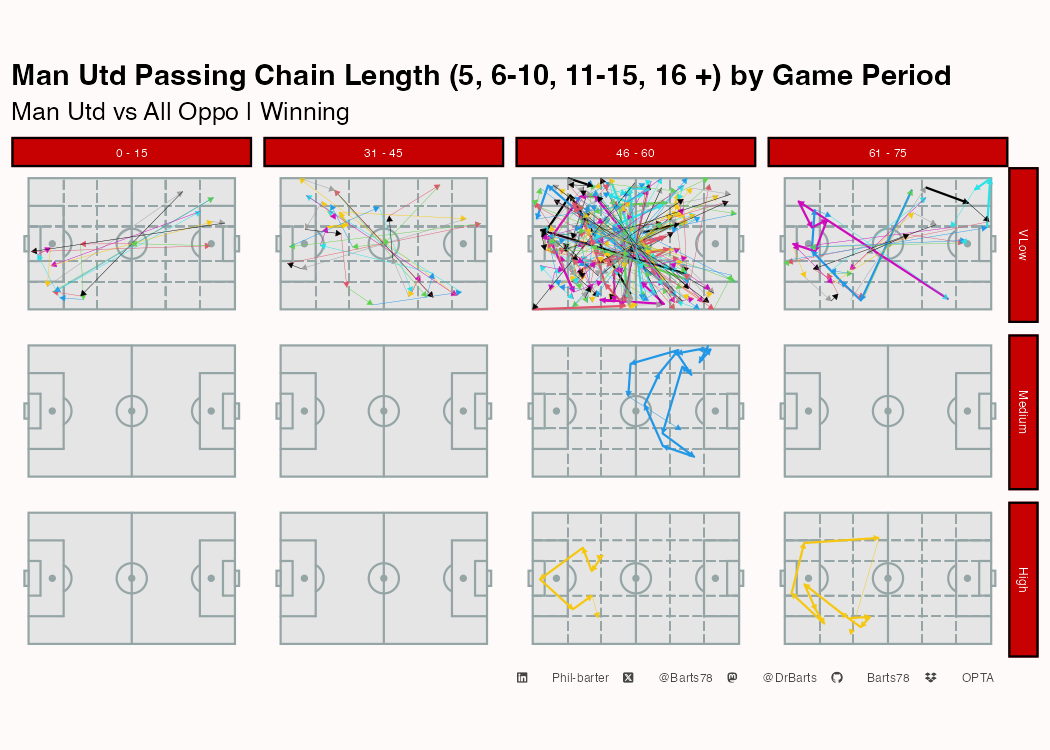 Man Utd Passing Chain Length (5, 6-10, 11-15, 16 +) by Game Period
Man Utd vs All Oppo | Winning
0 - 15
31 - 45
46 - 60
61 - 75
VLow
Medium
High
Phil-barter @Barts78 @DrBarts Barts78 OPTA